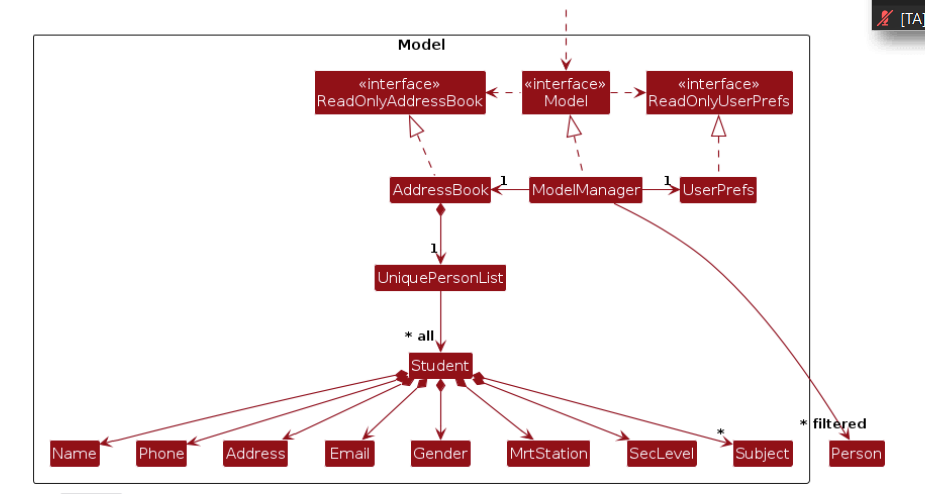 [TA]
Model
«interface»
ReadOnlyAddressBook
«interface»
Model
«interface»
ReadOnlyUserPrefs
AddressBook
1
ModelManager
1
UserPrefs
1
UniquePersonList
* all
Student
* filtered
*
Name
Phone
Address
Email
Gender
MrtStation
SecLevel
Subject
Person